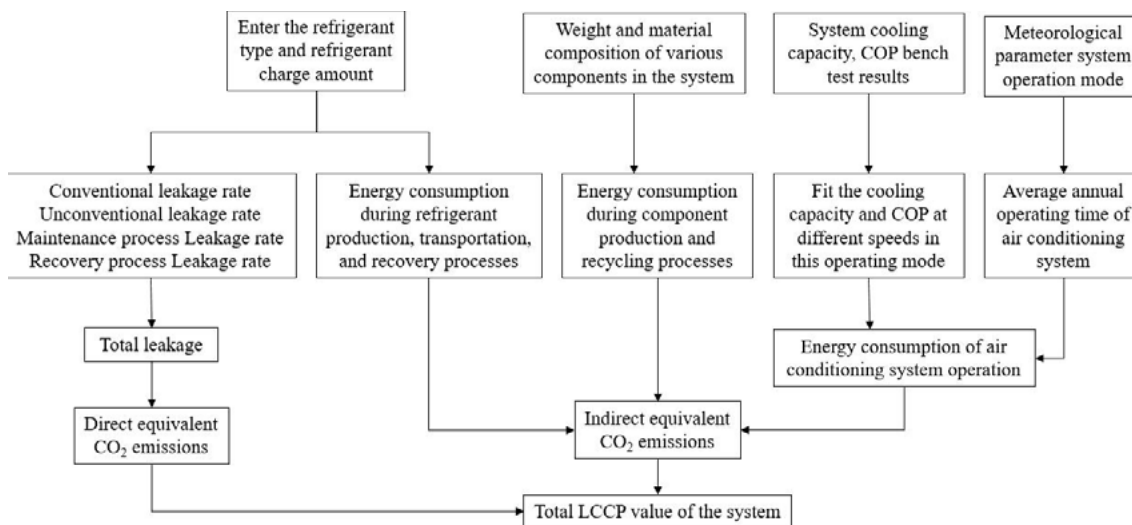 Enter the refrigerant
type and refrigerant
charge amount
Weight and material
composition of various
components in the system
System cooling
capacity, COP bench
test results
Meteorological
parameter system
operation mode
Conventional leakage rate
Unconventional leakage rate
Maintenance process Leakage rate
Recovery process Leakage rate
Energy consumption
during refrigerant
production, transportation,
and recovery processes
Energy consumption
during component
production and
recycling processes
Fit the cooling
capacity and COP at
different speeds in
this operating mode
Average annual
operating time of
air conditioning
system
Total leakage
Energy consumption of air
conditioning system operation
Direct equivalent
CO₂ emissions
Indirect equivalent
CO₂ emissions
Total LCCP value of the system